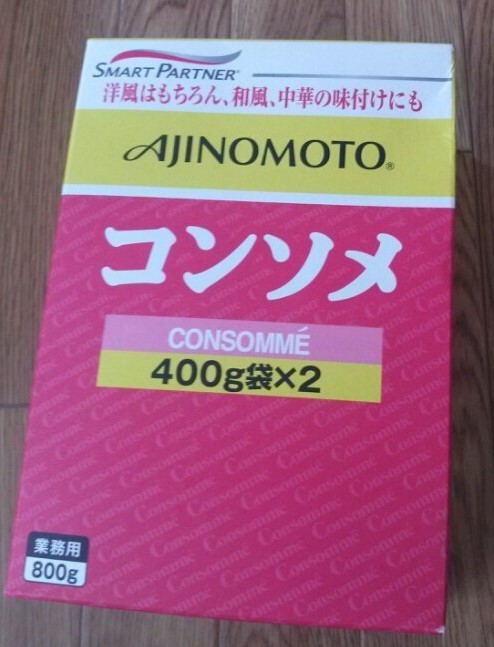 SMART PARTNER®
洋風はもちろん、和風、中華の味付けにも
AJINOMOTO®
コンソメ
CONSOMMÉ
400g袋×2
業務用
800g